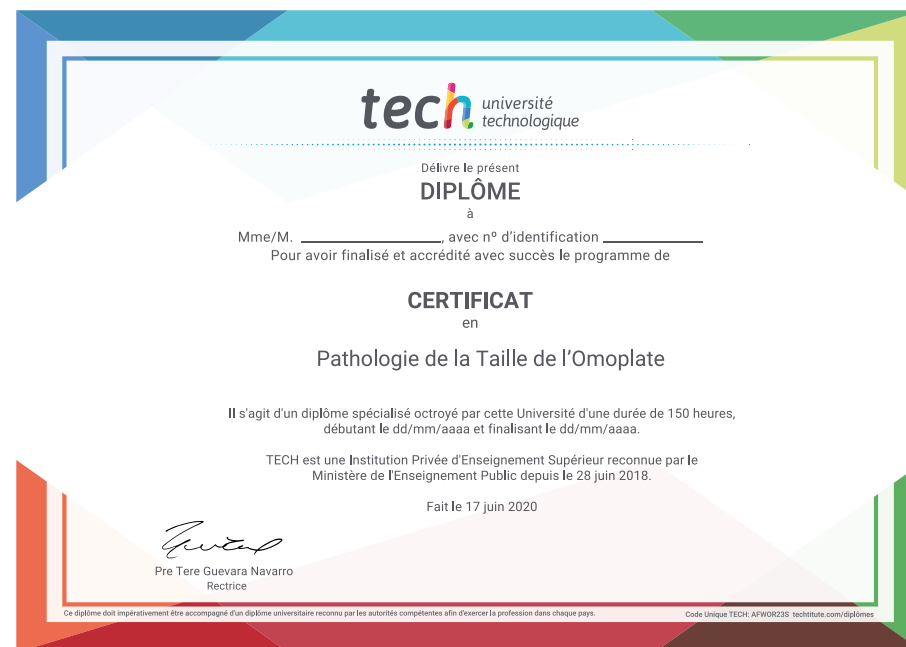 tech université
technologique
Délivre le présent
DIPLÔME
à
Mme/M. ____________________, avec nº d'identification ______________
Pour avoir finalisé et accrédité avec succès le programme de
CERTIFICAT
en
Pathologie de la Taille de l'Omoplate
Il s'agit d'un diplôme spécialisé octroyé par cette Université d'une durée de 150 heures,
débutant le dd/mm/aaaa et finalisant le dd/mm/aaaa.
TECH est une Institution Privée d'Enseignement Supérieur reconnue par le
Ministère de l'Enseignement Public depuis le 28 juin 2018.
Fait le 17 juin 2020
Pre Tere Guevara Navarro
Rectrice
Ce diplôme doit impérativement être accompagné d'un diplôme universitaire reconnu par les autorités compétentes afin d'exercer la profession dans chaque pays.
Code Unique TECH: AFWOR23S techtitute.com/diplômes